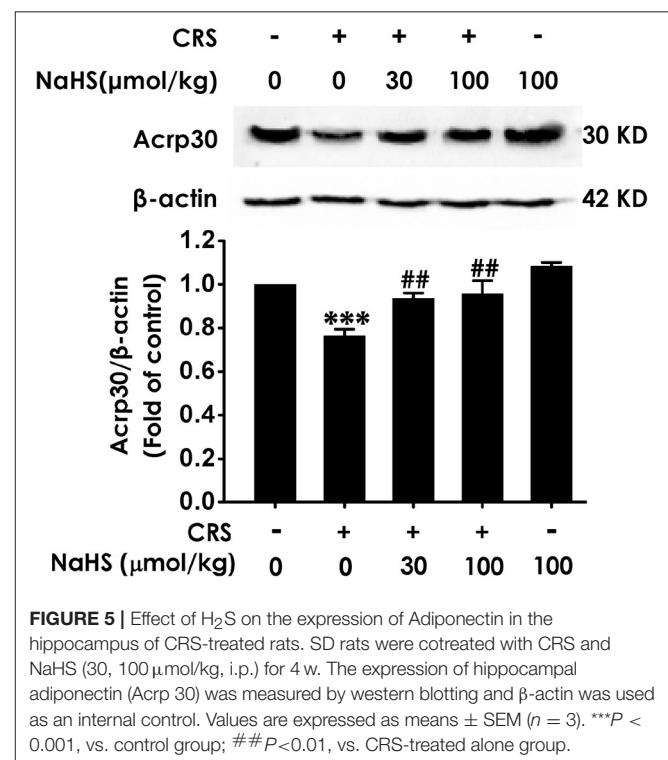 CRS - + + + -
NaHS(μmol/kg) 0 0 30 100 100
Acrp30 30 KD
β-actin 42 KD
Acrp30/β-actin
(Fold of control)
1.2
1.0
0.8
0.6
0.4
0.2
0.0
***
##
##
CRS - + + + -
NaHS (μmol/kg) 0 0 30 100 100
FIGURE 5 | Effect of H₂S on the expression of Adiponectin in the
hippocampus of CRS-treated rats. SD rats were cotreated with CRS and
NaHS (30, 100 μmol/kg, i.p.) for 4 w. The expression of hippocampal
adiponectin (Acrp 30) was measured by western blotting and β-actin was used
as an internal control. Values are expressed as means ± SEM (n = 3). ***P <
0.001, vs. control group; ##P<0.01, vs. CRS-treated alone group.